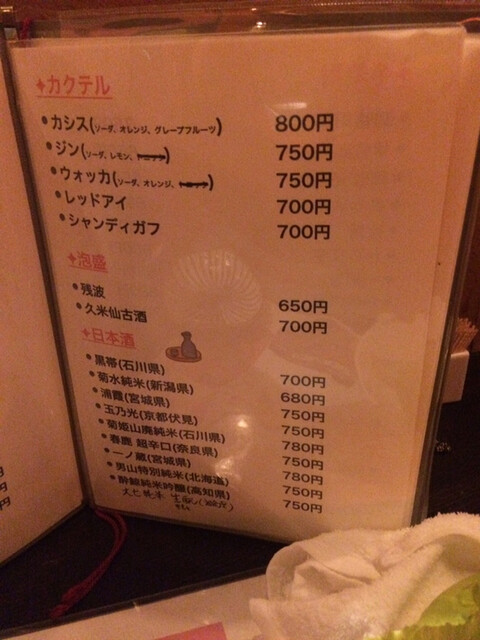 ✦カクテル
•カシス(ソーダ、オレンジ、グレープフルーツ) 800円
•ジン(ソーダ、レモン、) 750円
•ウォッカ(ソーダ、オレンジ、) 750円
•レッドアイ 700円
•シャンディガフ 700円
✦泡盛
•残波 650円
•久米仙古酒 700円
✦日本酒
•黒帯(石川県) 700円
•菊水純米(新潟県) 680円
•浦霞(宮城県) 750円
•玉乃光(京都伏見) 750円
•菊姫山廃純米(石川県) 780円
•春鹿 超辛口(奈良県) 750円
•一ノ蔵(宮城県) 780円
•男山特別純米(北海道) 750円
•酔鯨純米吟醸(高知県) 750円
円
円
円